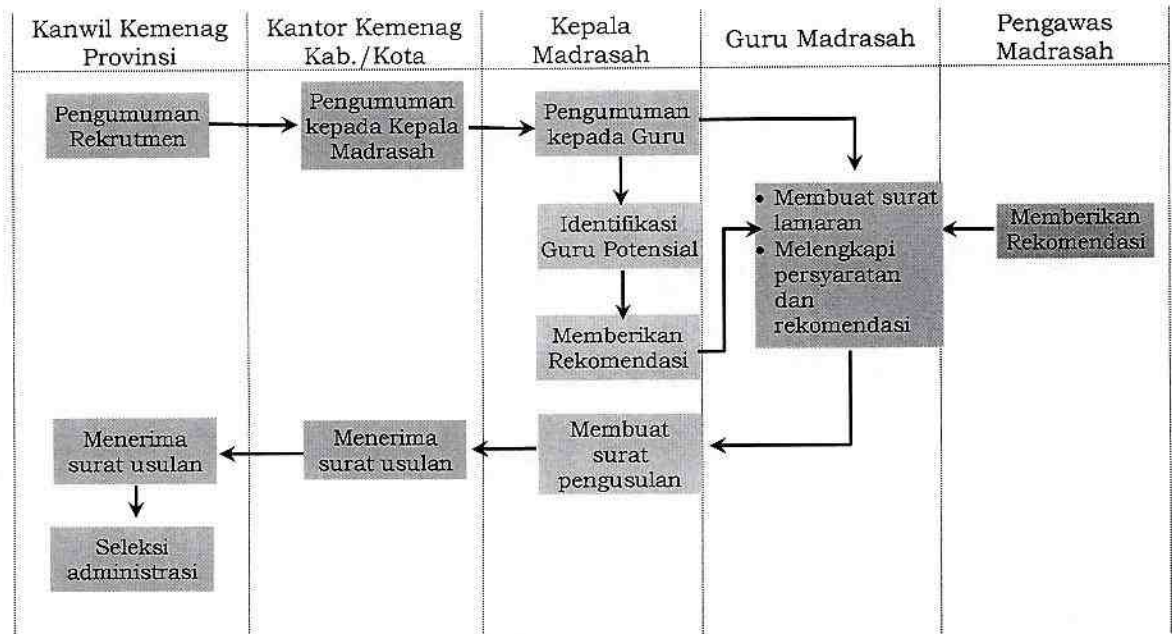 Kanwil Kemenag
Provinsi
Kantor Kemenag
Kab./Kota
Kepala
Madrasah
Guru Madrasah
Pengawas
Madrasah
Pengumuman
Rekrutmen
Pengumuman
kepada Kepala
Madrasah
Pengumuman
kepada Guru
Identifikasi
Guru Potensial
Memberikan
Rekomendasi
• Membuat surat
lamaran
• Melengkapi
persyaratan
dan
rekomendasi
Memberikan
Rekomendasi
Membuat
surat
pengusulan
Menerima
surat usulan
Menerima
surat usulan
Seleksi
administrasi